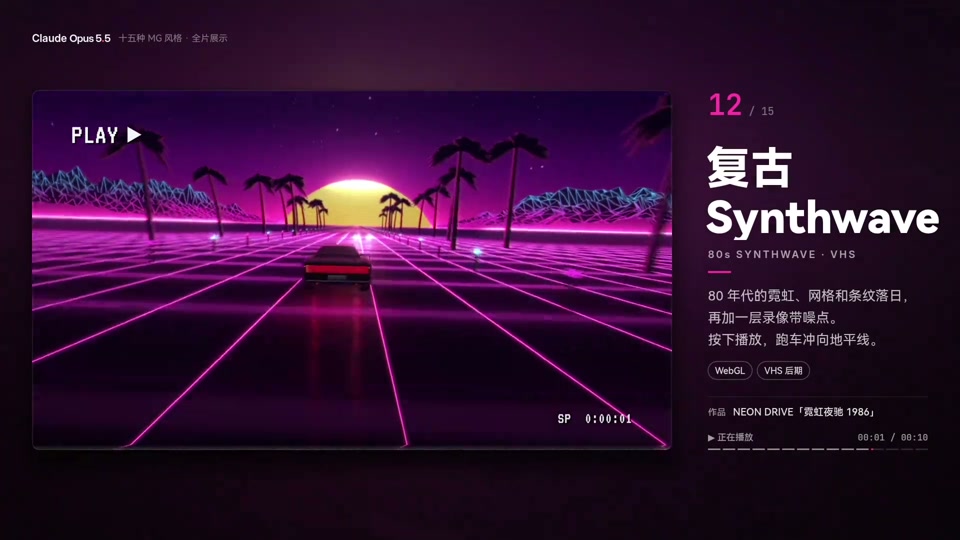 Claude Opus 5.5 十五种 MG 风格 · 全片展示
PLAY ▶
SP 0:00:01
12 / 15
复古
Synthwave
80s SYNTHWAVE · VHS
80 年代的霓虹、网格和条纹落日，
再加一层录像带噪点。
按下播放，跑车冲向地平线。
WebGL
VHS 后期
作品 NEON DRIVE「霓虹夜驰 1986」
▶ 正在播放 00:01 / 00:10